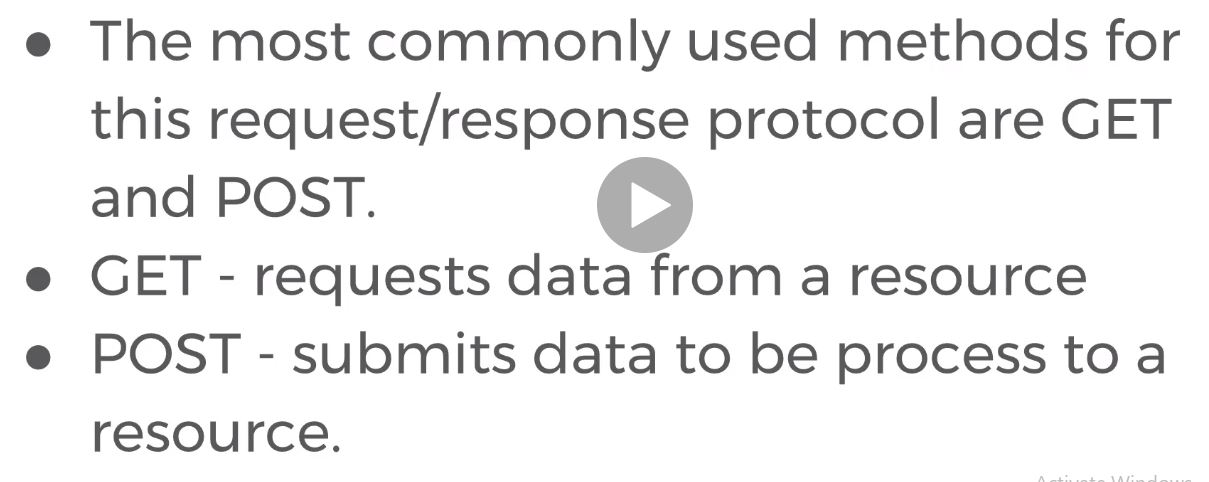 ● The most commonly used methods for
this request/response protocol are GET
and POST.
● GET - requests data from a resource
● POST - submits data to be process to a
resource.
Activate Windows